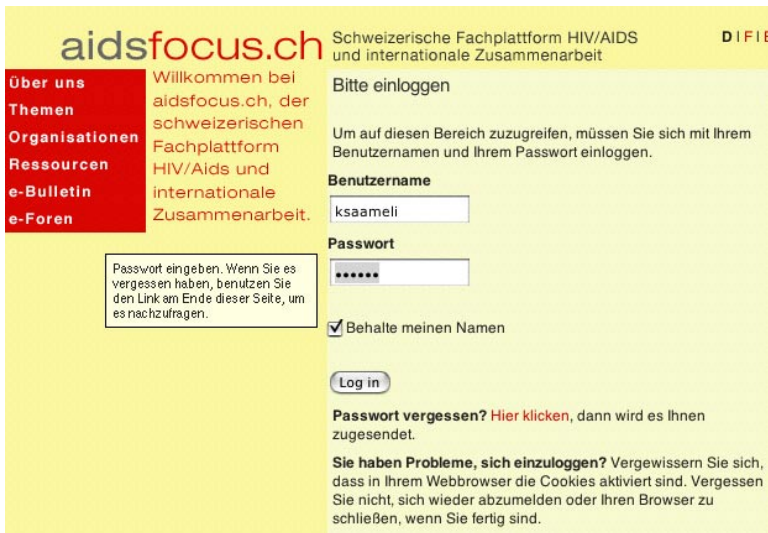 aidsfocus.ch
Schweizerische Fachplattform HIV/AIDS
und internationale Zusammenarbeit
D I F I E
Über uns
Themen
Organisationen
Ressourcen
e-Bulletin
e-Foren
Willkommen bei
aidsfocus.ch, der
schweizerischen
Fachplattform
HIV/Aids und
internationale
Zusammenarbeit.
Passwort eingeben. Wenn Sie es
vergessen haben, benutzen Sie
den Link am Ende dieser Seite, um
es nachzufragen.
Bitte einloggen
Um auf diesen Bereich zuzugreifen, müssen Sie sich mit Ihrem
Benutzernamen und Ihrem Passwort einloggen.
Benutzername
ksaameli
Passwort
••••••
Behalte meinen Namen
Log in
Passwort vergessen? Hier klicken, dann wird es Ihnen
zugesendet.
Sie haben Probleme, sich einzuloggen? Vergewissern Sie sich,
dass in Ihrem Webbrowser die Cookies aktiviert sind. Vergessen
Sie nicht, sich wieder abzumelden oder Ihren Browser zu
schließen, wenn Sie fertig sind.